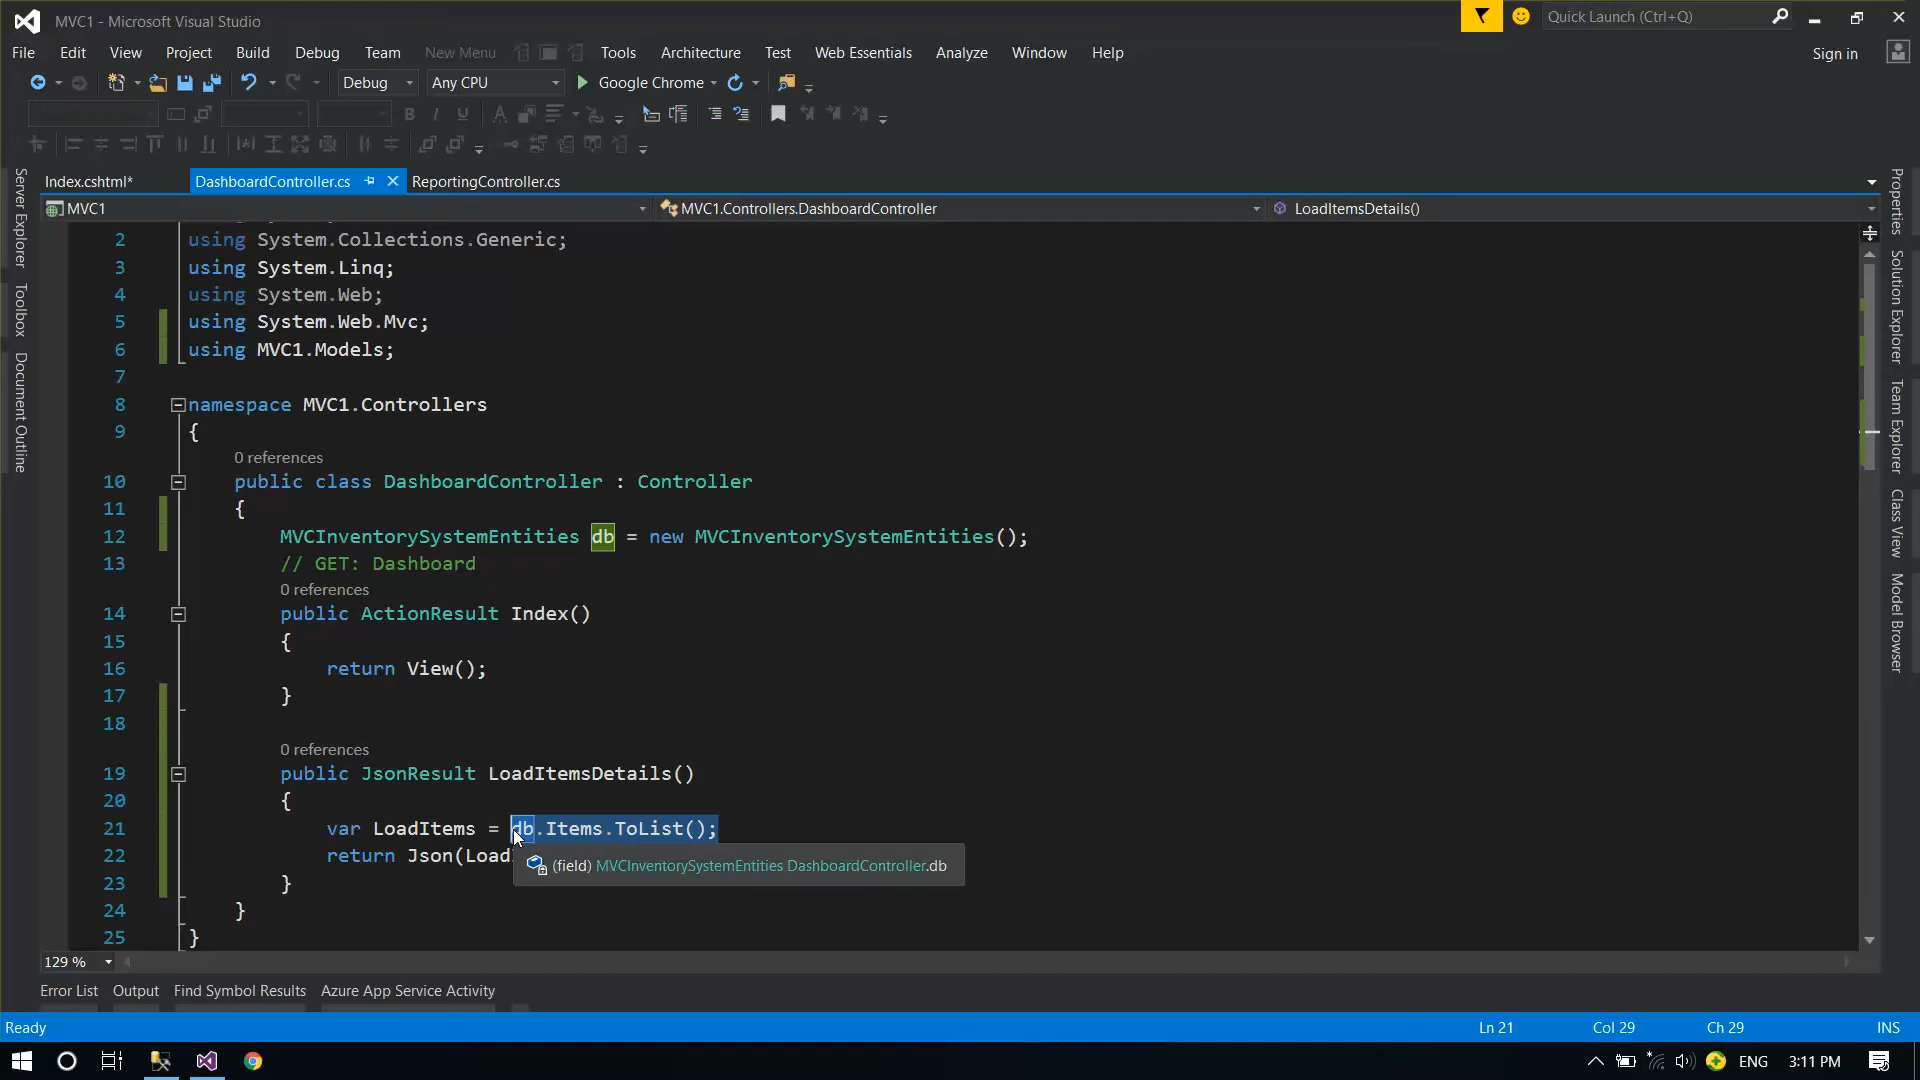 MVC1 - Microsoft Visual Studio
Quick Launch (Ctrl+Q)
File Edit View Project Build Debug Team New Menu Tools Architecture Test Web Essentials Analyze Window Help
Sign in
Debug Any CPU Google Chrome
Index.cshtml* DashboardController.cs ReportingController.cs
MVC1 MVC1.Controllers.DashboardController LoadItemsDetails()
2 using System.Collections.Generic;
3 using System.Linq;
4 using System.Web;
5 using System.Web.Mvc;
6 using MVC1.Models;
7
8 namespace MVC1.Controllers
9 {
0 references
10 public class DashboardController : Controller
11 {
12 MVCInventorySystemEntities db = new MVCInventorySystemEntities();
13 // GET: Dashboard
0 references
14 public ActionResult Index()
15 {
16 return View();
17 }
18
0 references
19 public JsonResult LoadItemsDetails()
20 {
21 var LoadItems = db.Items.ToList();
22 return Json(Load
(field) MVCInventorySystemEntities DashboardController.db
23 }
24 }
25 }
Server Explorer
Toolbox
Document Outline
Properties
Solution Explorer
Team Explorer
Class View
Model Browser
129 %
Error List Output Find Symbol Results Azure App Service Activity
Ready Ln 21 Col 29 Ch 29 INS
ENG 3:11 PM